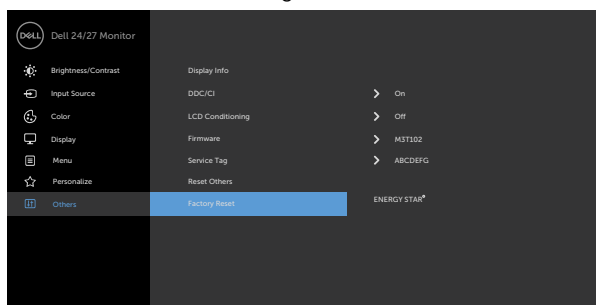 DELL Dell 24/27 Monitor
Brightness/Contrast Display Info
Input Source DDC/CI On
Color LCD Conditioning Off
Display Firmware M3T102
Menu Service Tag ABCDEFG
Personalize Reset Others
Others Factory Reset ENERGY STAR®